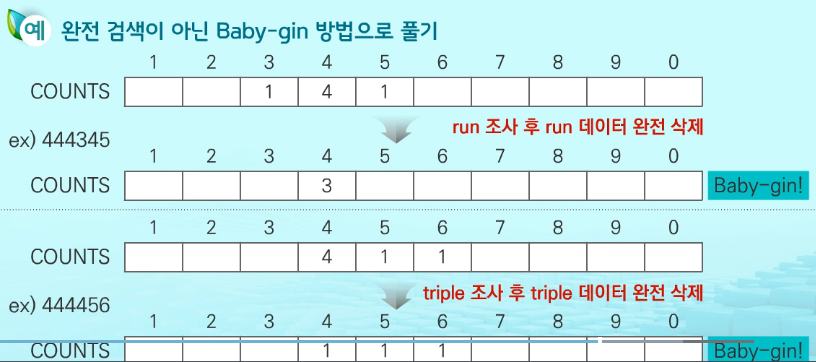 예 완전 검색이 아닌 Baby-gin 방법으로 풀기
1 2 3 4 5 6 7 8 9 0
COUNTS 1 4 1
run 조사 후 run 데이터 완전 삭제
ex) 444345
1 2 3 4 5 6 7 8 9 0
COUNTS 3 Baby-gin!
1 2 3 4 5 6 7 8 9 0
COUNTS 4 1 1
triple 조사 후 triple 데이터 완전 삭제
ex) 444456
1 2 3 4 5 6 7 8 9 0
COUNTS 1 1 1 Baby-gin!